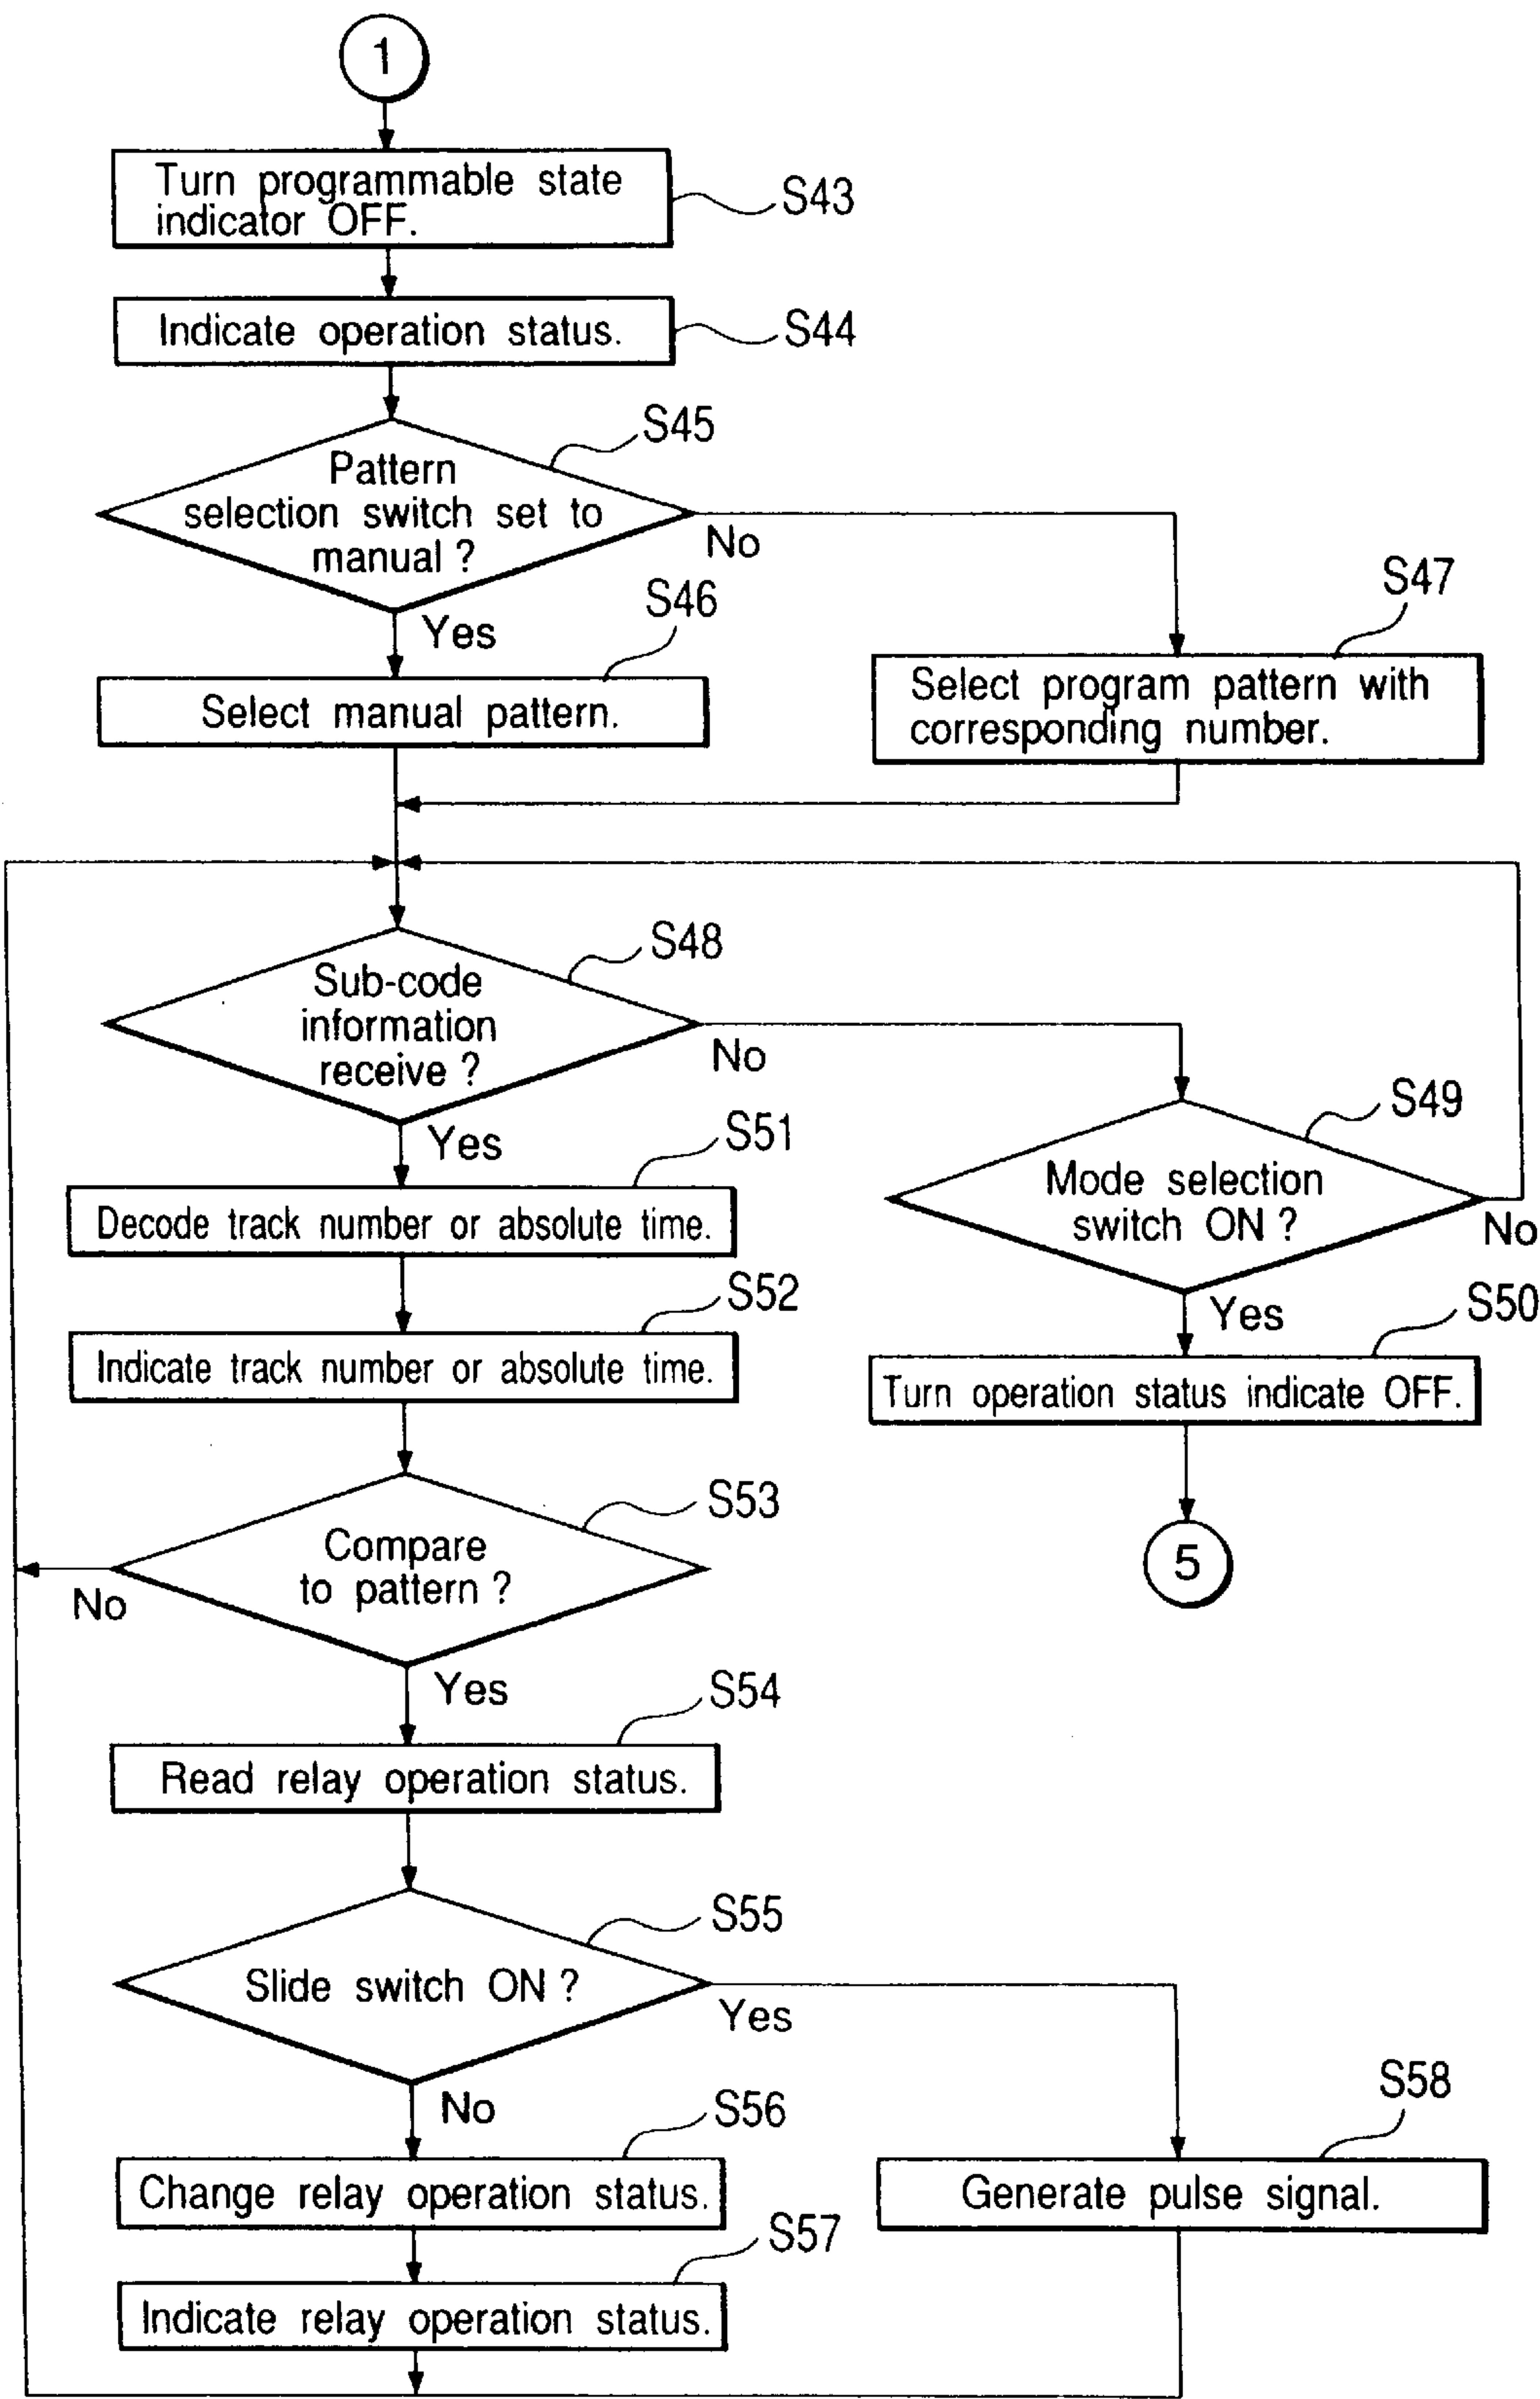 1
Turn programmable state
indicator OFF.
S43
Indicate operation status.
S44
S45
Pattern
selection switch set to
manual ?
No
Yes
S46
S47
Select manual pattern.
Select program pattern with
corresponding number.
S48
Sub-code
information
receive ?
No
Yes
S49
Mode selection
switch ON ?
No
Yes
S50
Turn operation status indicate OFF.
5
S51
Decode track number or absolute time.
S52
Indicate track number or absolute time.
S53
Compare
to pattern ?
No
Yes
S54
Read relay operation status.
S55
Slide switch ON ?
Yes
No
S56
Change relay operation status.
S57
Indicate relay operation status.
S58
Generate pulse signal.